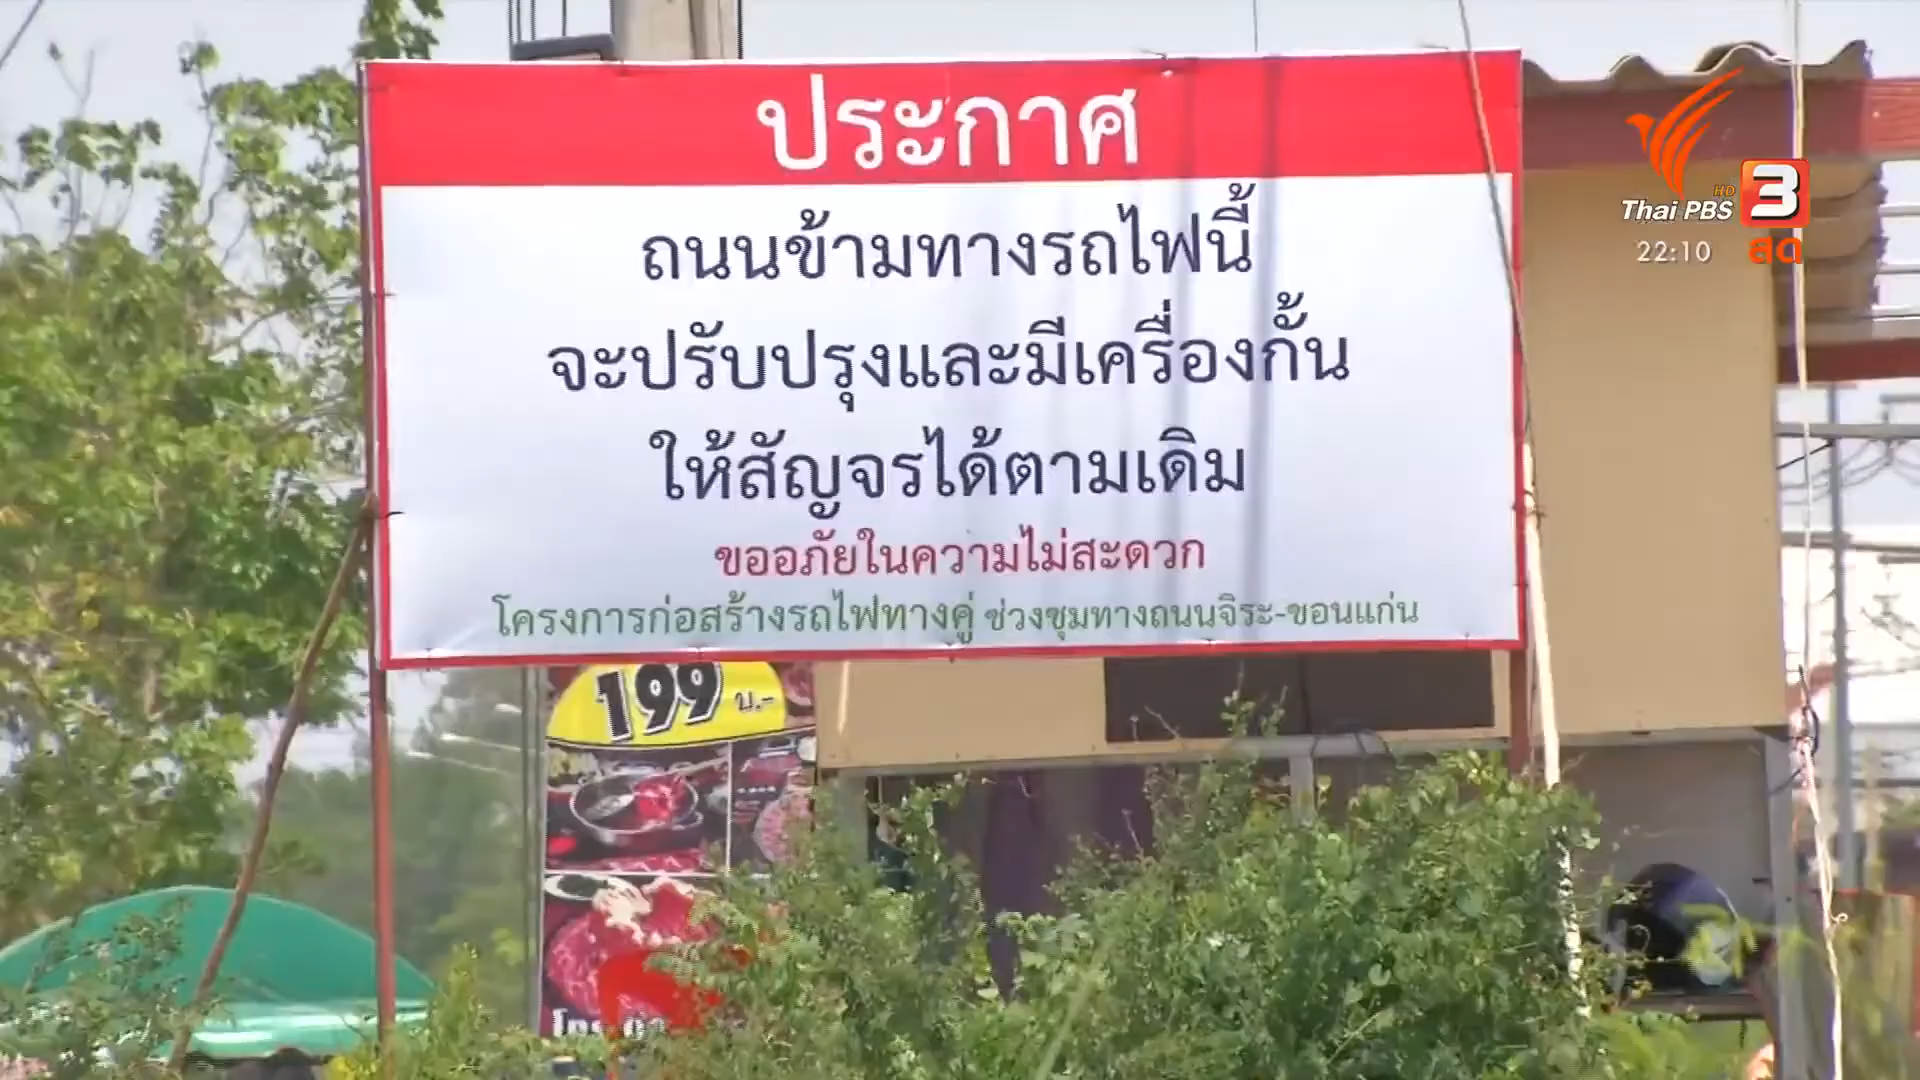 ประกาศ
ถนนข้ามทางรถไฟนี้
จะปรับปรุงและมีเครื่องกั้น
ให้สัญจรได้ตามเดิม
ขออภัยในความไม่สะดวก
โครงการก่อสร้างรถไฟทางคู่ ช่วงชุมทางถนนจิระ-ขอนแก่น
Thai PBS HD 3
22:10 สด
199 บ.-